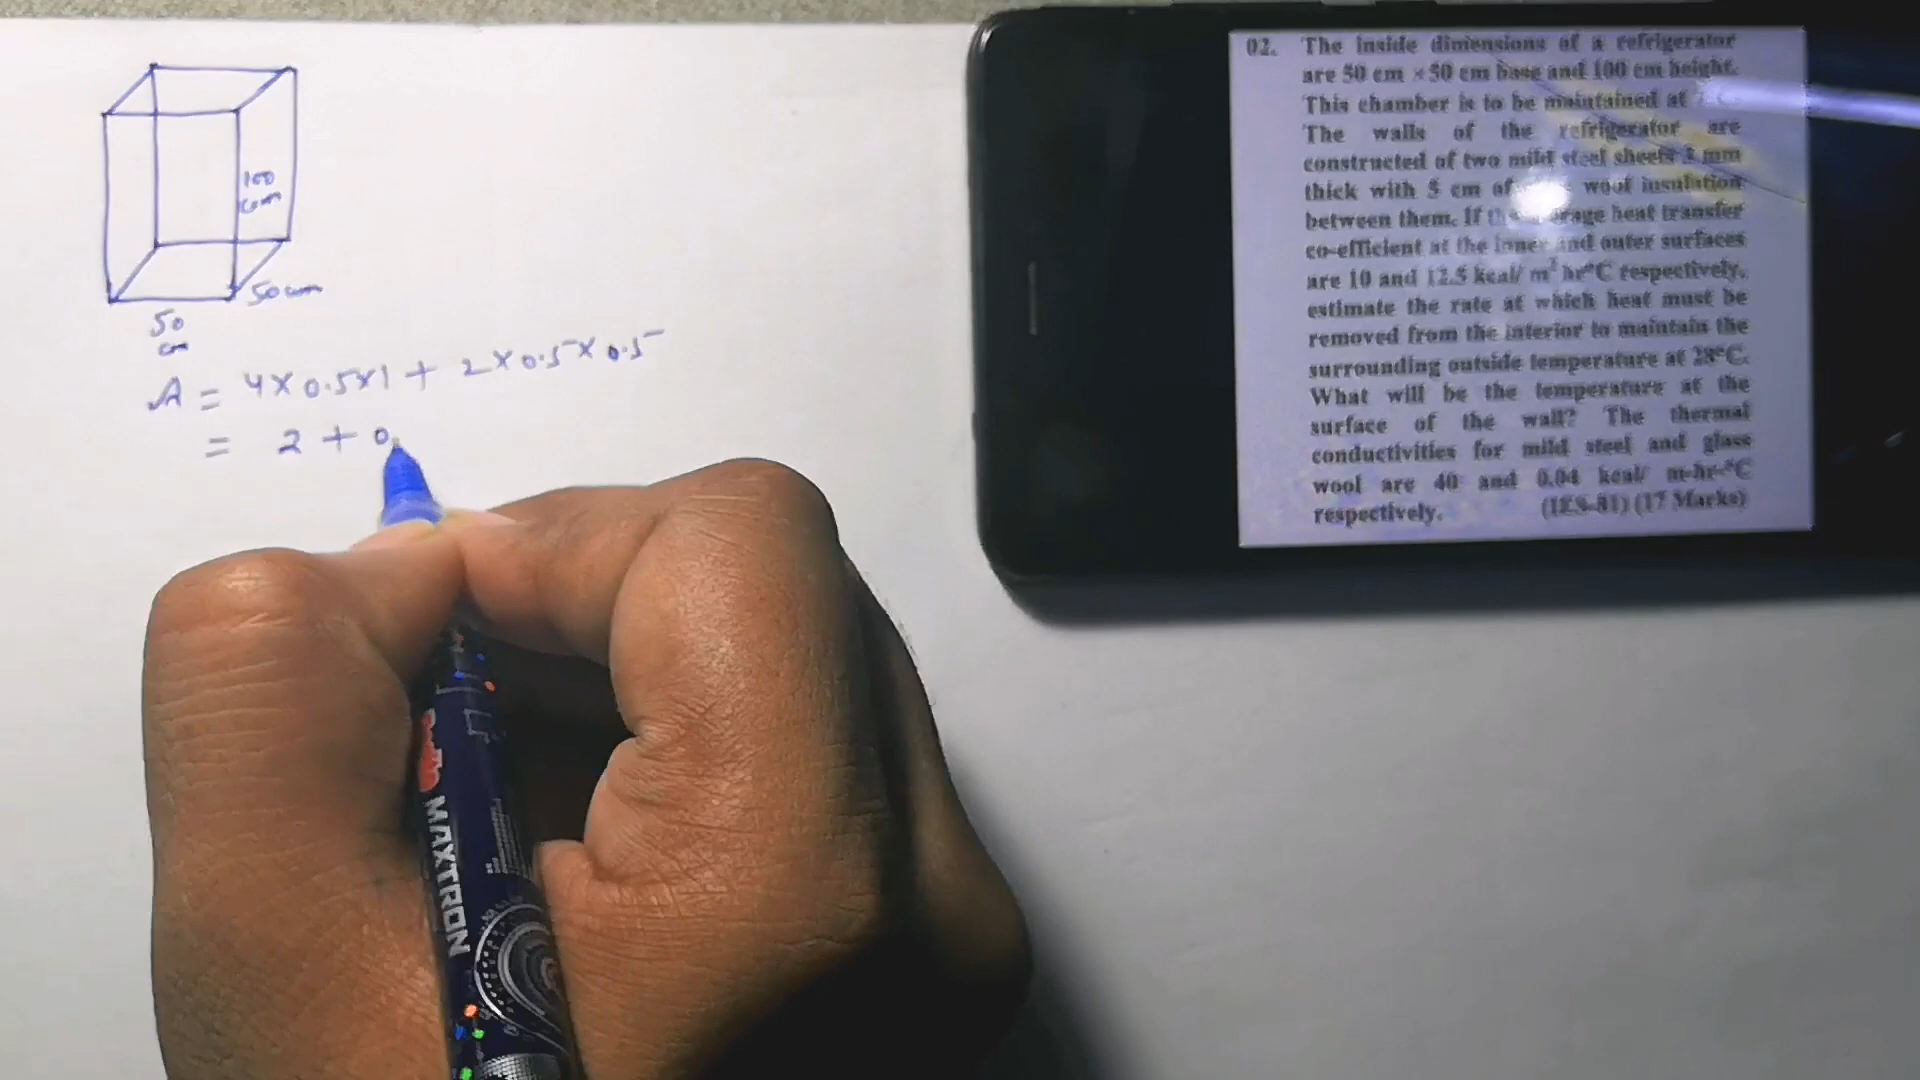 100
cm
50cm
50
cm
A = 4×0.5×1 + 2×0.5×0.5
= 2 + 0.
MAXTRON
02. The inside dimensions of a refrigerator
are 50 cm ×50 cm base and 100 cm height.
This chamber is to be maintained at
The walls of the refrigerator are
constructed of two mild steel sheets 3 mm
thick with 5 cm of wool insulation
between them. If the average heat transfer
co-efficient at the inner and outer surfaces
are 10 and 12.5 kcal/ m² hr°C respectively,
estimate the rate at which heat must be
removed from the interior to maintain the
surrounding outside temperature at 28°C.
What will be the temperature at the
surface of the wall? The thermal
conductivities for mild steel and glass
wool are 40 and 0.04 kcal/ m-hr-°C
respectively. (IES-81) (17 Marks)